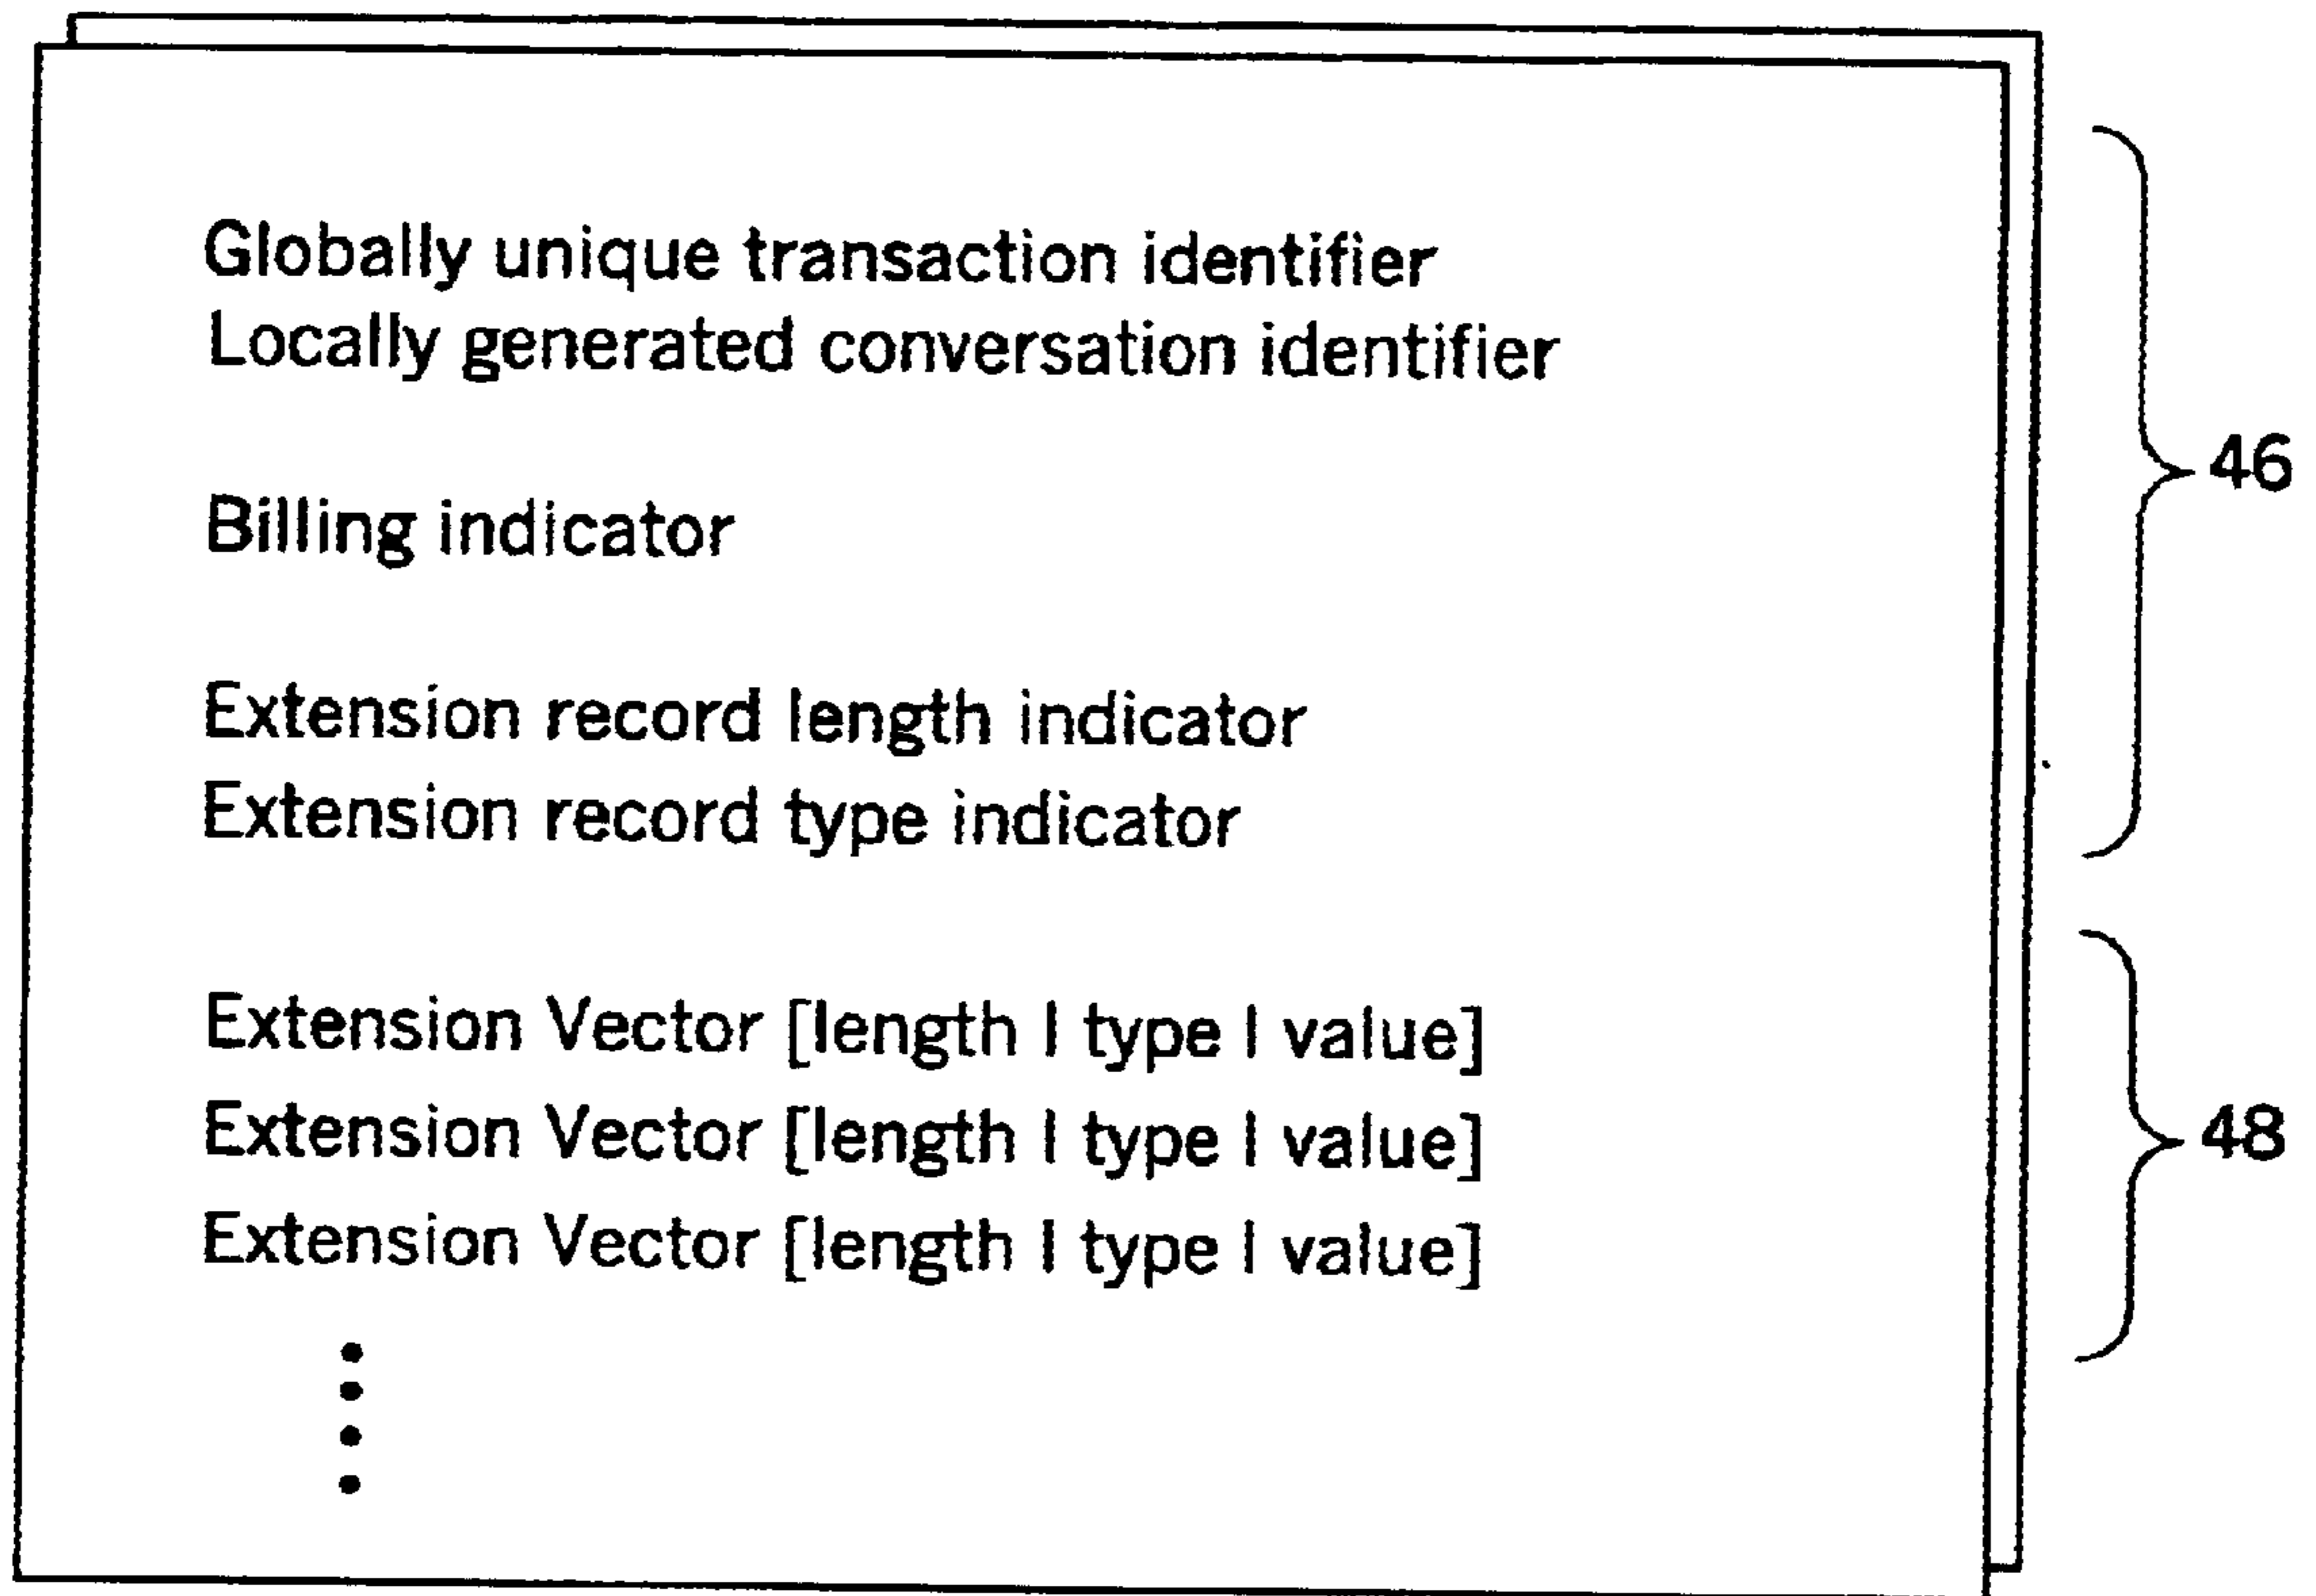 Globally unique transaction identifier
Locally generated conversation identifier
46
Billing indicator
Extension record length indicator
Extension record type indicator
Extension Vector [length | type | value]
Extension Vector [length | type | value]
48
Extension Vector [length | type | value]